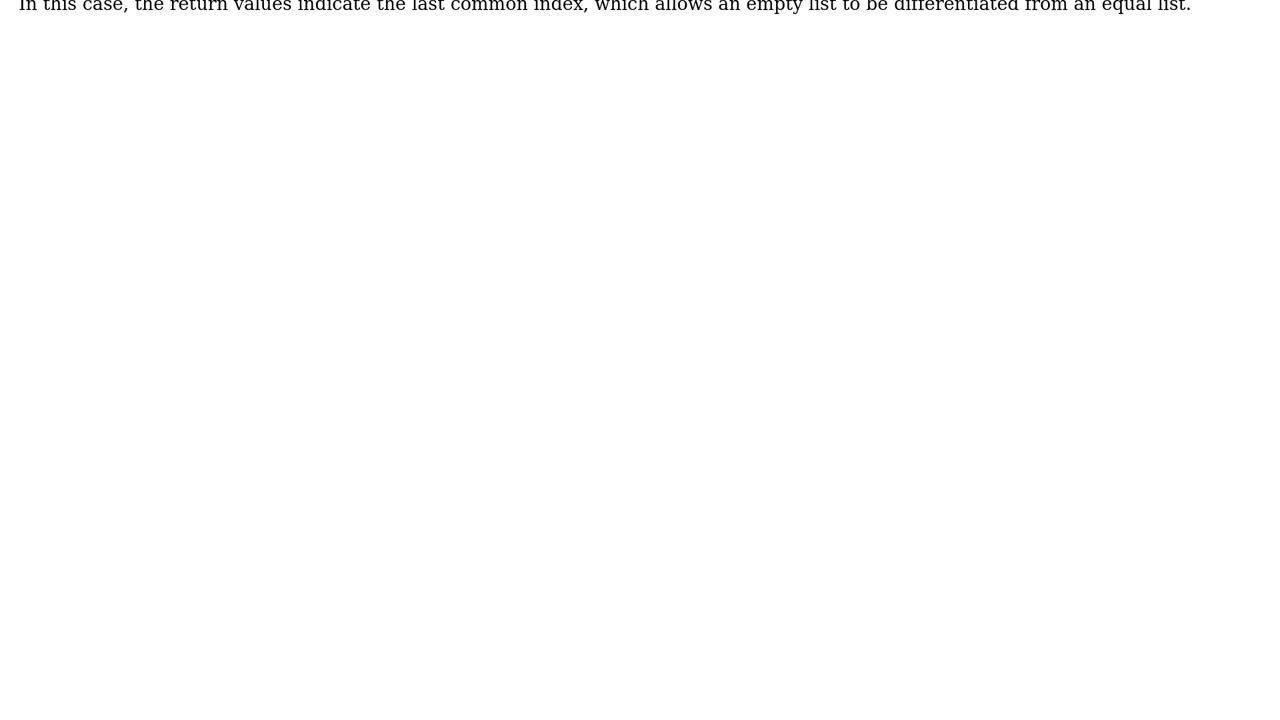 In this case, the return values indicate the last common index, which allows an empty list to be differentiated from an equal list.